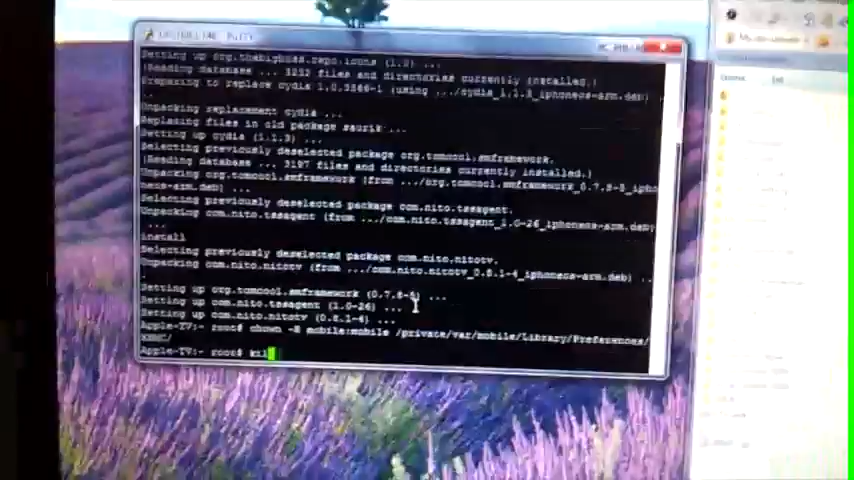 Setting up org.thebigboss.repo.icons (1.0) ...
(Reading database ... 3292 files and directories currently installed.)
Preparing to replace cydia 1.0.3366-1 (using .../cydia_1.1.3_iphoneos-arm.deb)
...
Unpacking replacement cydia ...
Replacing files in old package saurik ...
Setting up cydia (1.1.3) ...
Selecting previously deselected package org.tomcool.smframework.
(Reading database ... 3197 files and directories currently installed.)
Unpacking org.tomcool.smframework (from .../org.tomcool.smframework_0.7.8-5_ipho
neos-arm.deb) ...
Selecting previously deselected package com.nito.tssagent.
Unpacking com.nito.tssagent (from .../com.nito.tssagent_1.0-26_iphoneos-arm.deb)
...
install
Selecting previously deselected package com.nito.nitotv.
Unpacking com.nito.nitotv (from .../com.nito.nitotv_0.8.1-4_iphoneos-arm.deb) ..
.
Setting up org.tomcool.smframework (0.7.8-5) ...
Setting up com.nito.tssagent (1.0-26) ...
Setting up com.nito.nitotv (0.8.1-4) ...
Apple-TV:~ root# chown -R mobile:mobile /private/var/mobile/Library/Preferences/
XBMC/
Apple-TV:~ root# kil